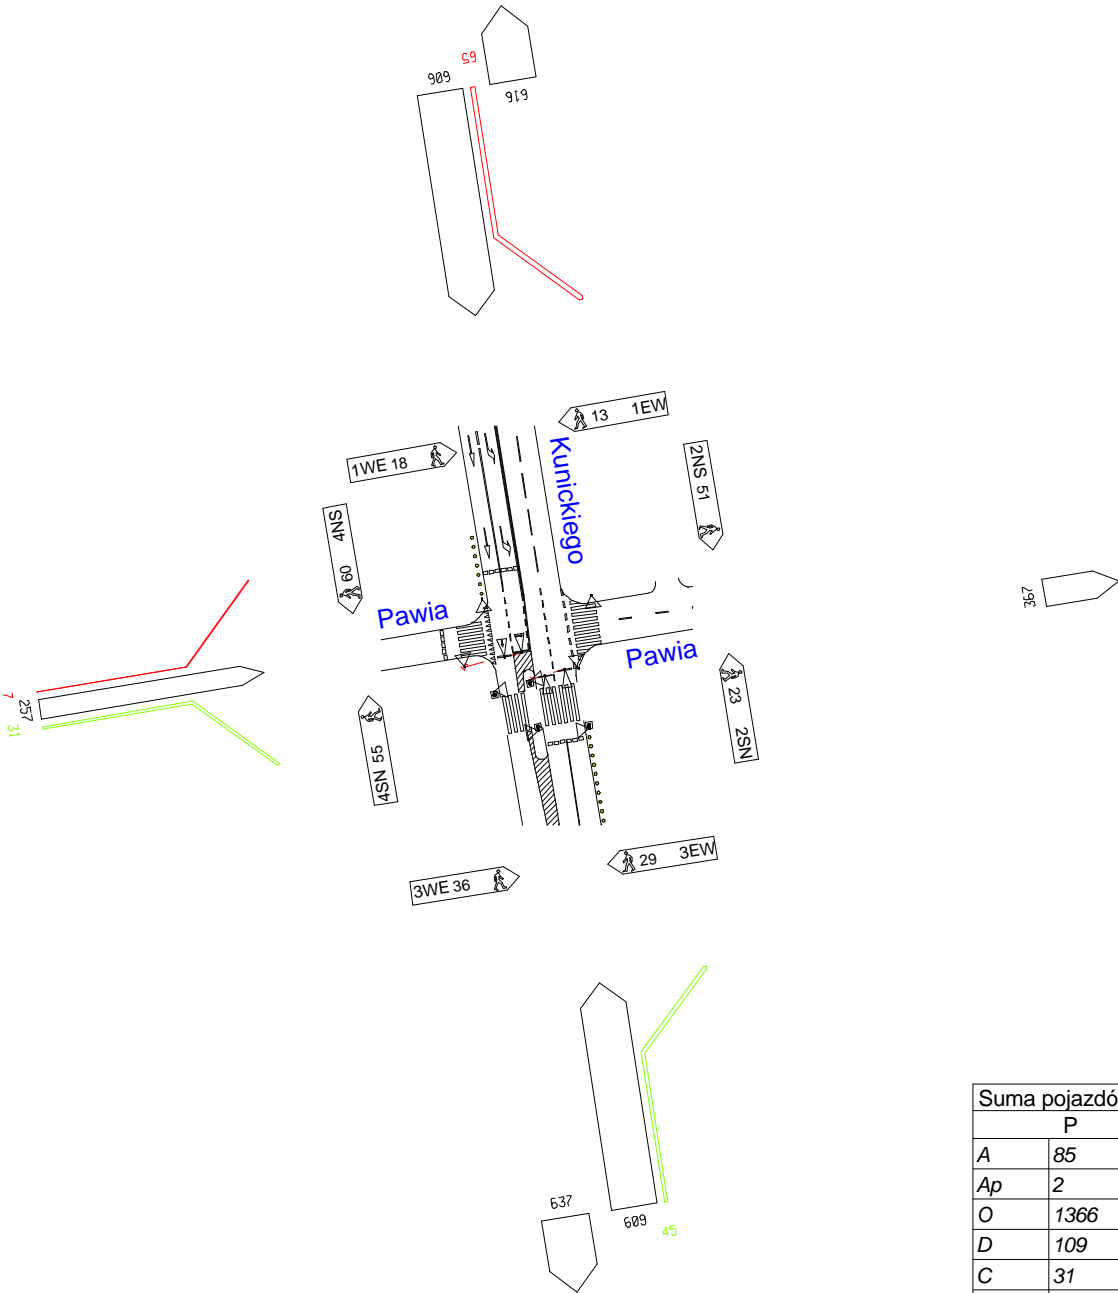 65
606
616
13 1EW
1WE 18
Kunickiego
2NS 51
4NS
60
367
Pawia
Pawia
7
257
31
23 2SN
4SN 55
29 3EW
3WE 36
637
609
45
Suma pojazdó
P
A 85
Ap 2
O 1366
D 109
C 31